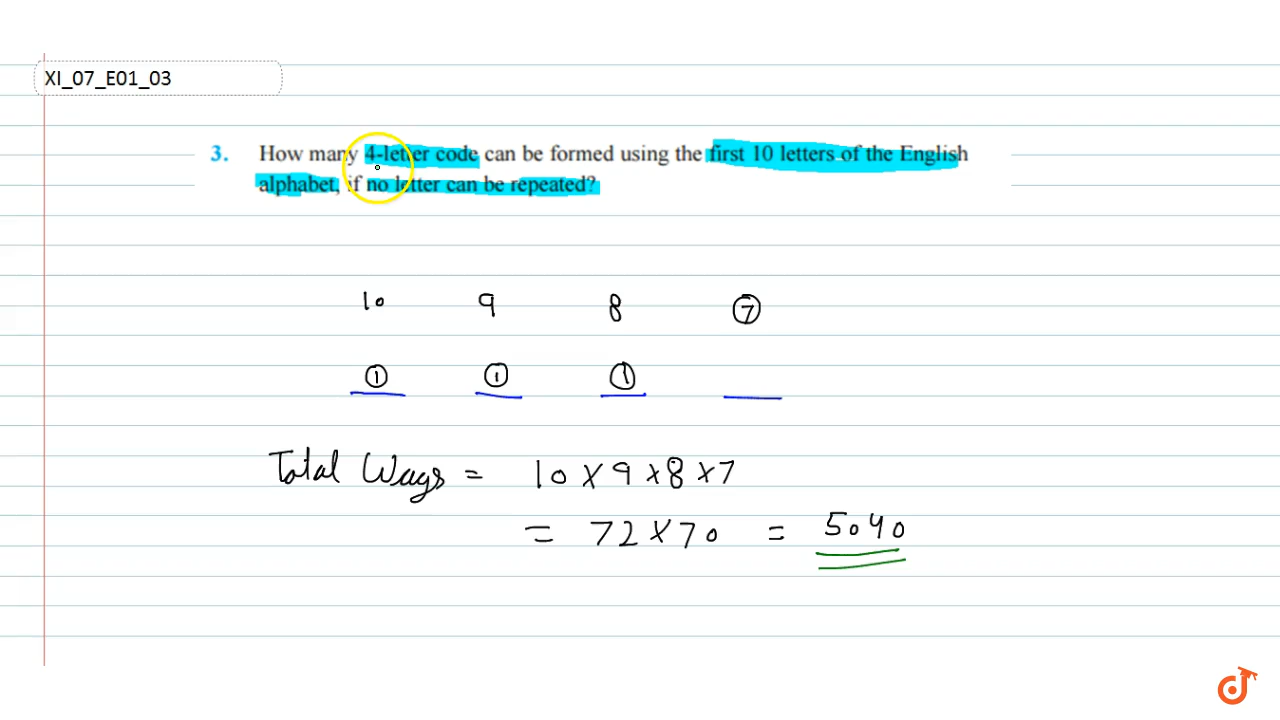 XI_07_E01_03
3. How many 4-letter code can be formed using the first 10 letters of the English
alphabet, if no letter can be repeated?
10 9 8 7
1 1 1
Total Ways = 10 × 9 × 8 × 7
= 72 × 70 = 5040